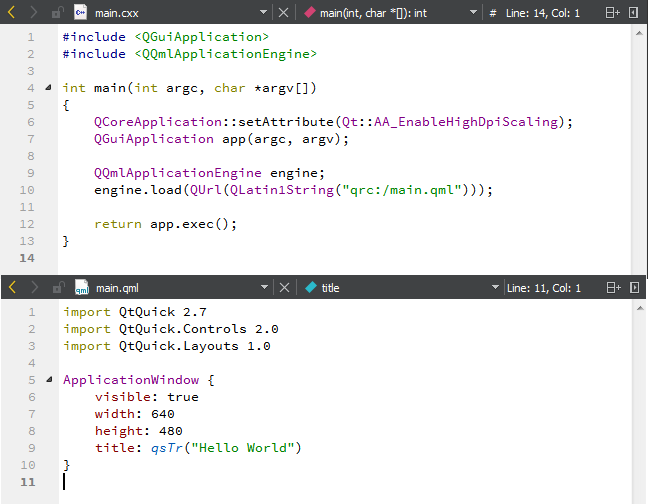 main.cxx main(int, char *[]): int # Line: 14, Col: 1
1 #include <QGuiApplication>
2 #include <QQmlApplicationEngine>
3
4 int main(int argc, char *argv[])
5 {
6 QCoreApplication::setAttribute(Qt::AA_EnableHighDpiScaling);
7 QGuiApplication app(argc, argv);
8
9 QQmlApplicationEngine engine;
10 engine.load(QUrl(QLatin1String("qrc:/main.qml")));
11
12 return app.exec();
13 }
14
main.qml title Line: 11, Col: 1
1 import QtQuick 2.7
2 import QtQuick.Controls 2.0
3 import QtQuick.Layouts 1.0
4
5 ApplicationWindow {
6 visible: true
7 width: 640
8 height: 480
9 title: qsTr("Hello World")
10 }
11